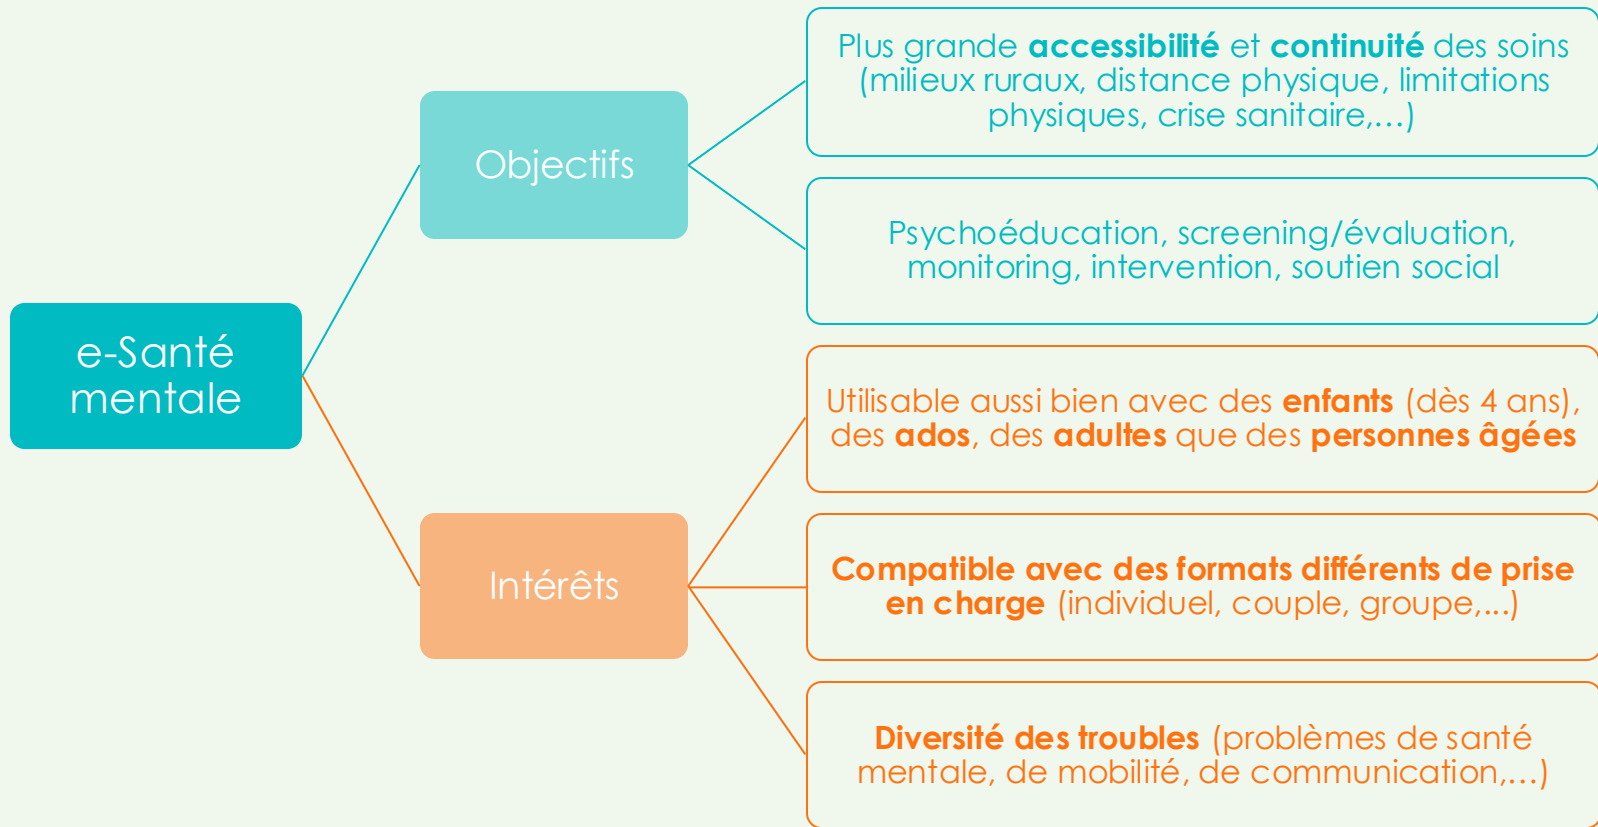 e-Santé
mentale
Objectifs
Plus grande accessibilité et continuité des soins
(milieux ruraux, distance physique, limitations
physiques, crise sanitaire,…)
Psychoéducation, screening/évaluation,
monitoring, intervention, soutien social
Intérêts
Utilisable aussi bien avec des enfants (dès 4 ans),
des ados, des adultes que des personnes âgées
Compatible avec des formats différents de prise
en charge (individuel, couple, groupe,...)
Diversité des troubles (problèmes de santé
mentale, de mobilité, de communication,…)